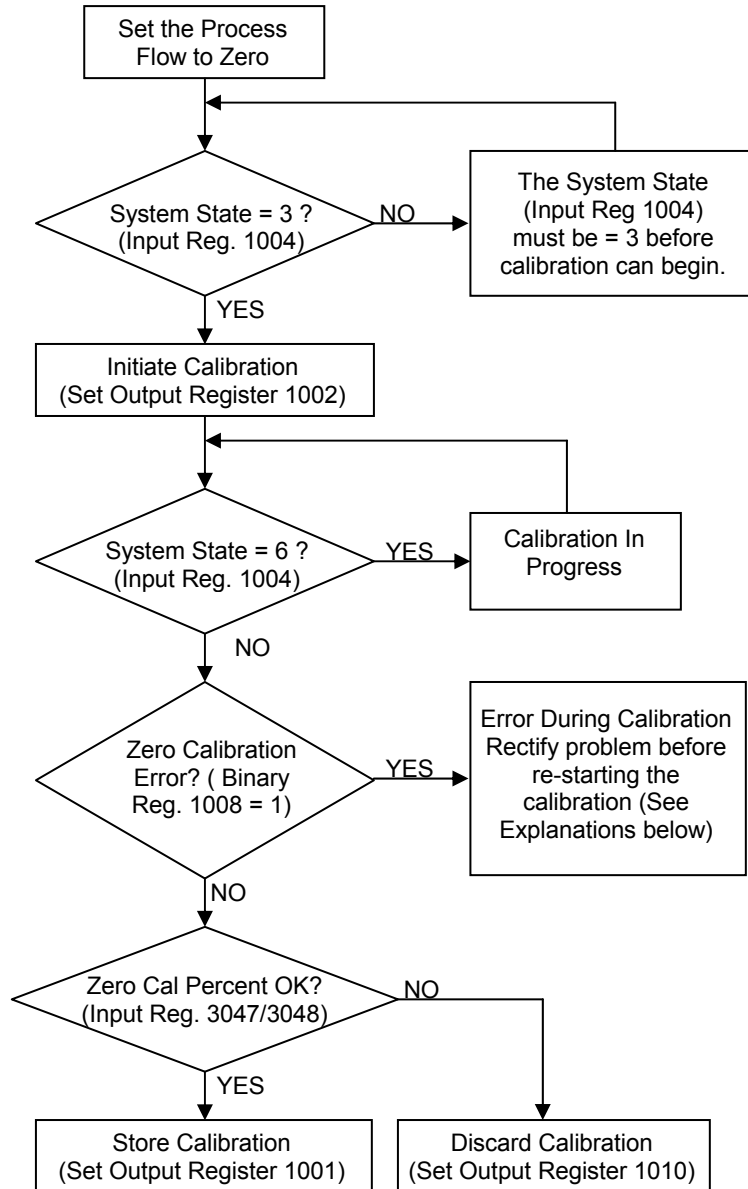 Set the Process
Flow to Zero
System State = 3 ?
(Input Reg. 1004)
NO
The System State
(Input Reg 1004)
must be = 3 before
calibration can begin.
YES
Initiate Calibration
(Set Output Register 1002)
System State = 6 ?
(Input Reg. 1004)
YES
Calibration In
Progress
NO
Zero Calibration
Error? ( Binary
Reg. 1008 = 1)
YES
Error During Calibration
Rectify problem before
re-starting the
calibration (See
Explanations below)
NO
Zero Cal Percent OK?
(Input Reg. 3047/3048)
NO
YES
Store Calibration
(Set Output Register 1001)
Discard Calibration
(Set Output Register 1010)